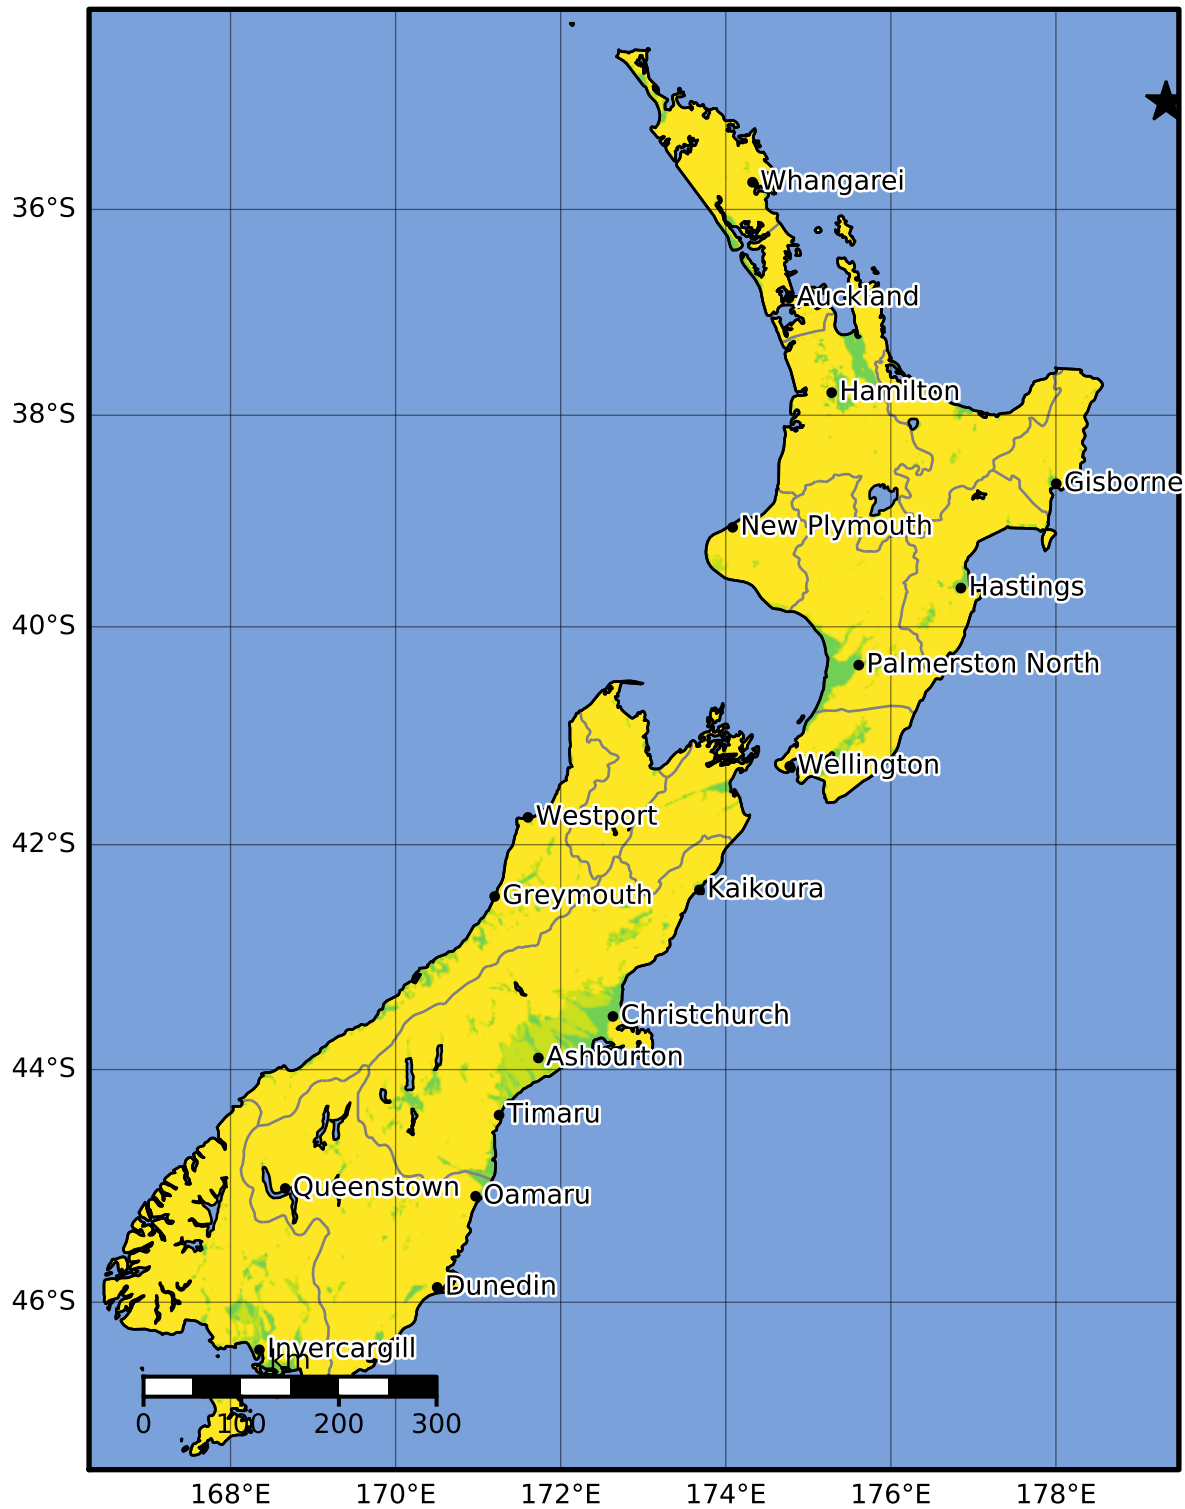 Whangarei
36°S
Auckland
Hamilton
38°S
Gisborne
New Plymouth
Hastings
40°S
Palmerston North
Wellington
Westport
42°S
Kaikoura
Greymouth
Christchurch
Ashburton
44°S
Timaru
Queenstown
Oamaru
Dunedin
46°S
Invercargill
km
0 100 200 300
168°E 170°E 172°E 174°E 176°E 178°E